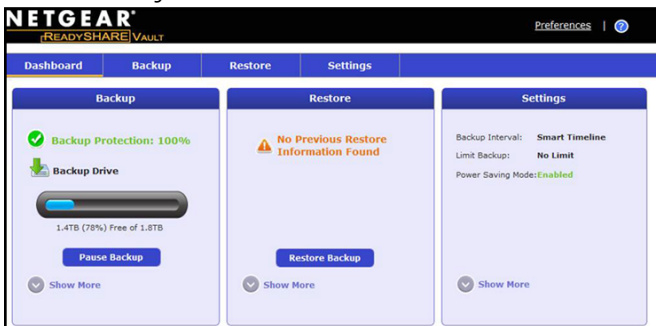 NETGEAR®
READYSHARE VAULT
Preferences | ?
Dashboard Backup Restore Settings
Backup
Backup Protection: 100%
Backup Drive
1.4TB (78%) Free of 1.8TB
Pause Backup
Show More
Restore
No Previous Restore
Information Found
Restore Backup
Show More
Settings
Backup Interval: Smart Timeline
Limit Backup: No Limit
Power Saving Mode: Enabled
Show More